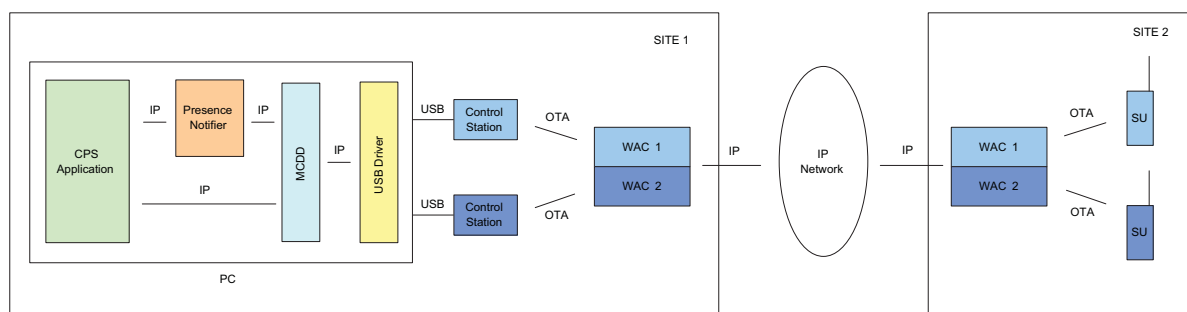 SITE 1
SITE 2
CPS
Application
IP
Presence
Notifier
IP
IP
MCDD
IP
USB Driver
PC
USB
Control
Station
OTA
USB
Control
Station
OTA
WAC 1
WAC 2
IP
IP
Network
IP
WAC 1
WAC 2
OTA
SU
OTA
SU